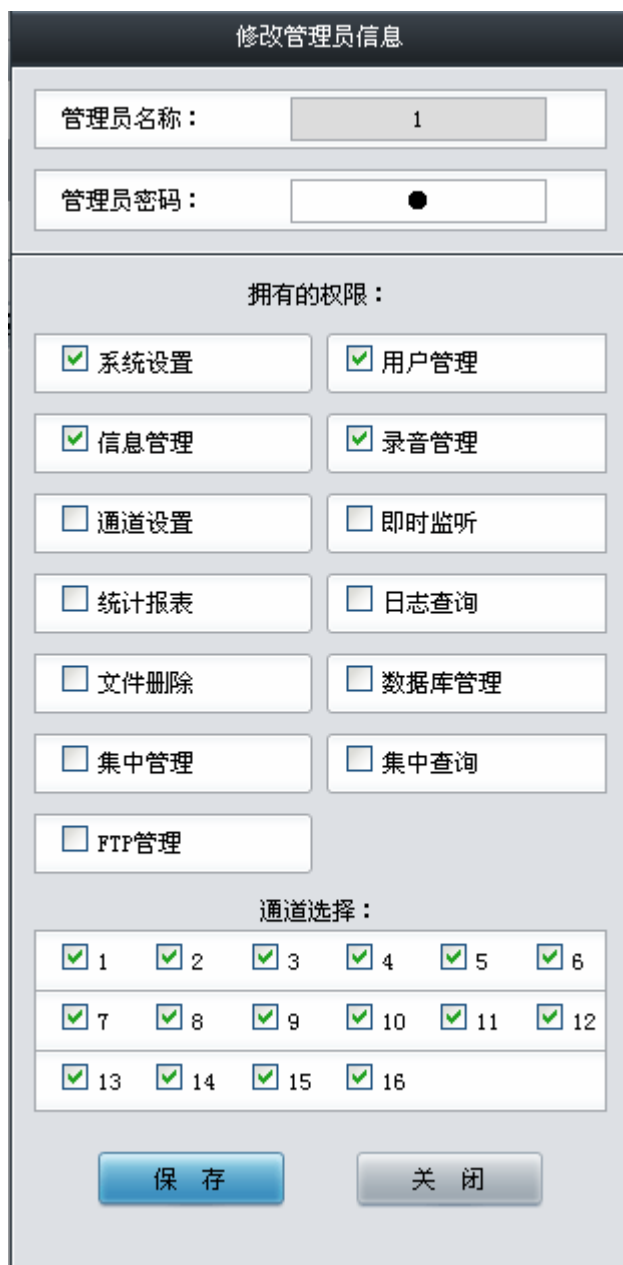 修改管理员信息
管理员名称： 1
管理员密码： ●
拥有的权限：
系统设置 用户管理
信息管理 录音管理
通道设置 即时监听
统计报表 日志查询
文件删除 数据库管理
集中管理 集中查询
FTP管理
通道选择：
1 2 3 4 5 6
7 8 9 10 11 12
13 14 15 16
保 存 关 闭